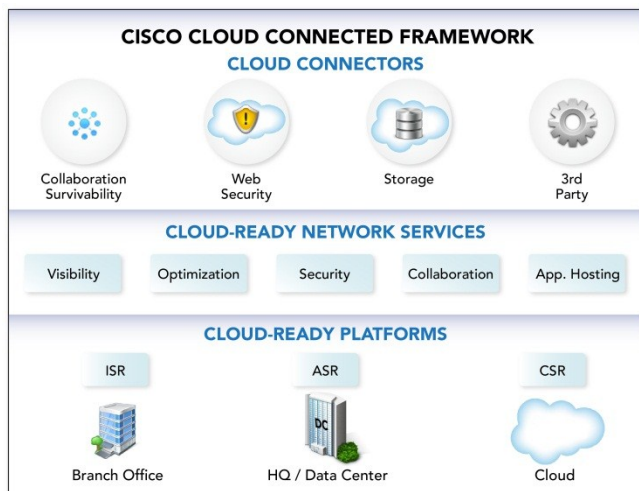 CISCO CLOUD CONNECTED FRAMEWORK
CLOUD CONNECTORS
Collaboration
Survivability
Web
Security
Storage
3rd
Party
CLOUD-READY NETWORK SERVICES
Visibility
Optimization
Security
Collaboration
App. Hosting
CLOUD-READY PLATFORMS
ISR
ASR
CSR
DC
Branch Office
HQ / Data Center
Cloud